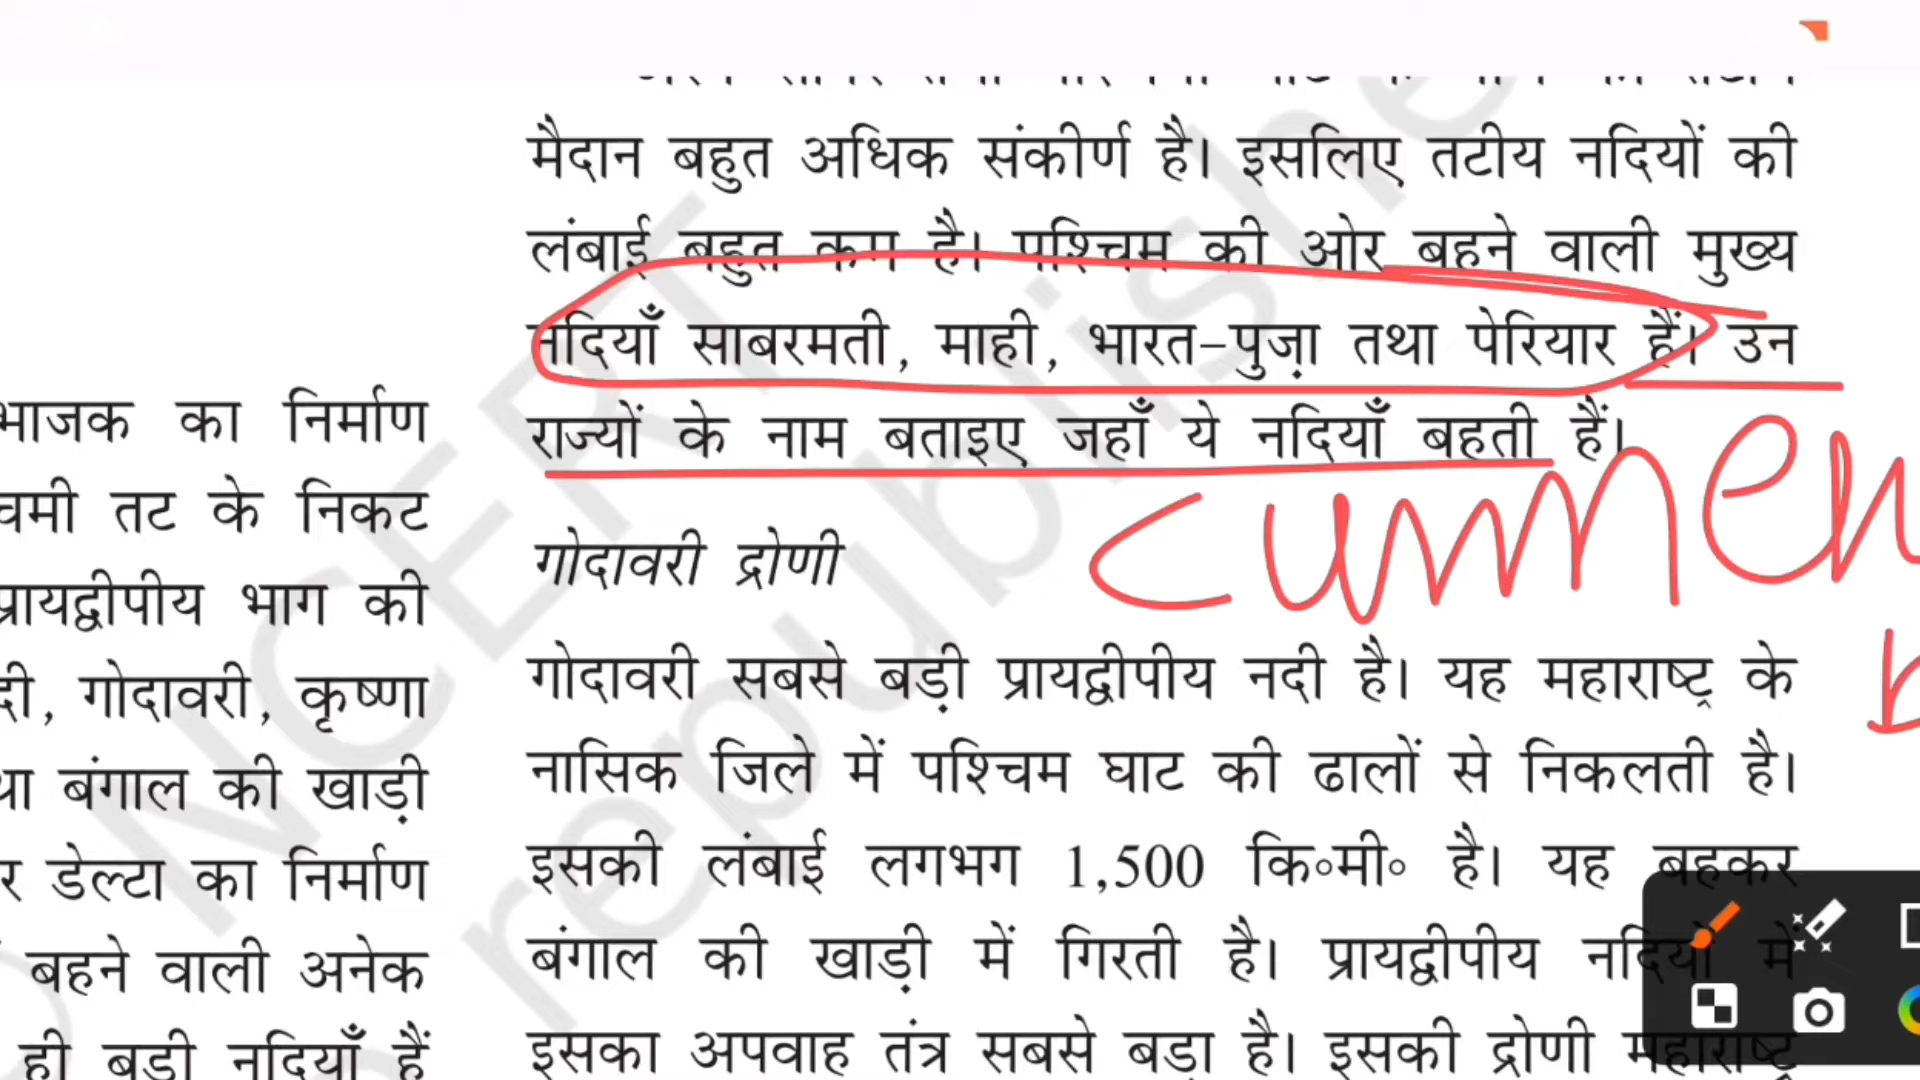 भाजक का निर्माण
तट के निकट
प्रायद्वीपीय भाग की
गोदावरी, कृष्णा
बंगाल की खाड़ी
डेल्टा का निर्माण
बहने वाली अनेक
ही बड़ी नदियाँ हैं
मैदान बहुत अधिक संकीर्ण है। इसलिए तटीय नदियों की
लंबाई बहुत कम है। पश्चिम की ओर बहने वाली मुख्य
नदियाँ साबरमती, माही, भारत-पुज़ा तथा पेरियार हैं। उन
राज्यों के नाम बताइए जहाँ ये नदियाँ बहती हैं।
गोदावरी द्रोणी
गोदावरी सबसे बड़ी प्रायद्वीपीय नदी है। यह महाराष्ट्र के
नासिक जिले में पश्चिम घाट की ढालों से निकलती है।
इसकी लंबाई लगभग 1,500 कि॰मी॰ है। यह बहकर
बंगाल की खाड़ी में गिरती है। प्रायद्वीपीय नदियों में
इसका अपवाह तंत्र सबसे बड़ा है। इसकी द्रोणी महाराष्ट्र
NCERT
republishe